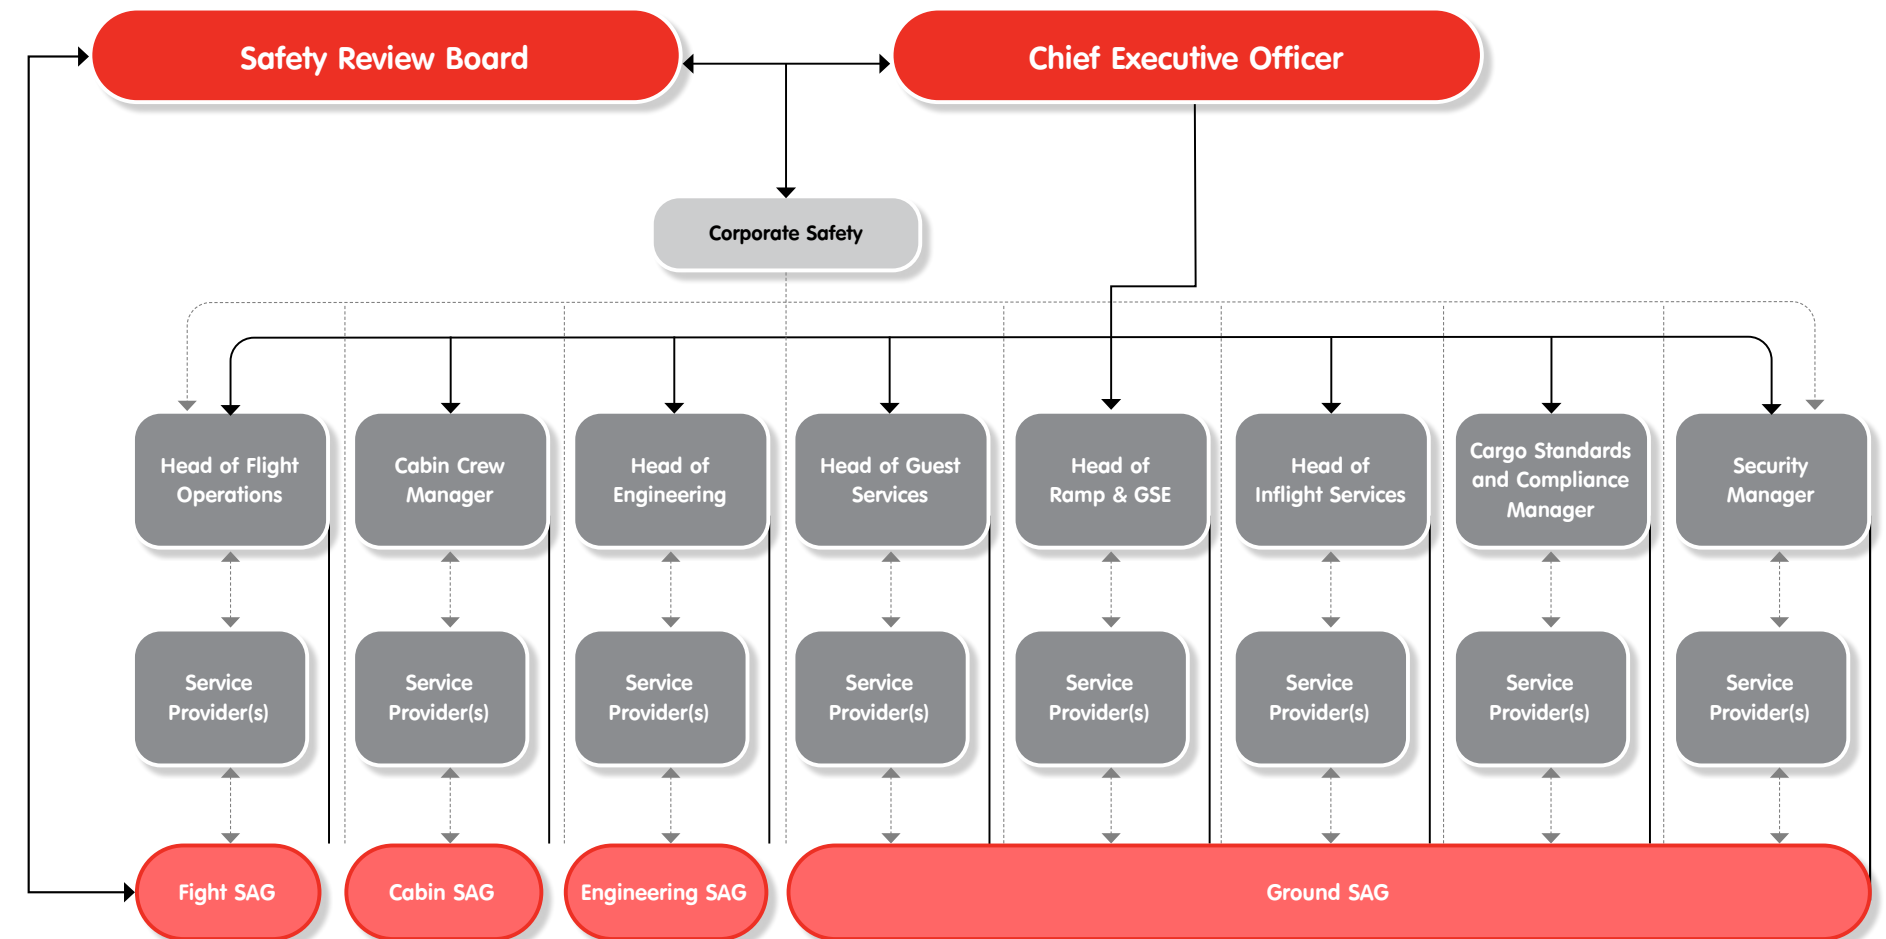 Safety Review Board
Chief Executive Officer
Corporate Safety
Head of Flight
Operations
Cabin Crew
Manager
Head of
Engineering
Head of Guest
Services
Head of
Ramp & GSE
Head of
Inflight Services
Cargo Standards
and Compliance
Manager
Security
Manager
Service
Provider(s)
Service
Provider(s)
Service
Provider(s)
Service
Provider(s)
Service
Provider(s)
Service
Provider(s)
Service
Provider(s)
Service
Provider(s)
Fight SAG
Cabin SAG
Engineering SAG
Ground SAG